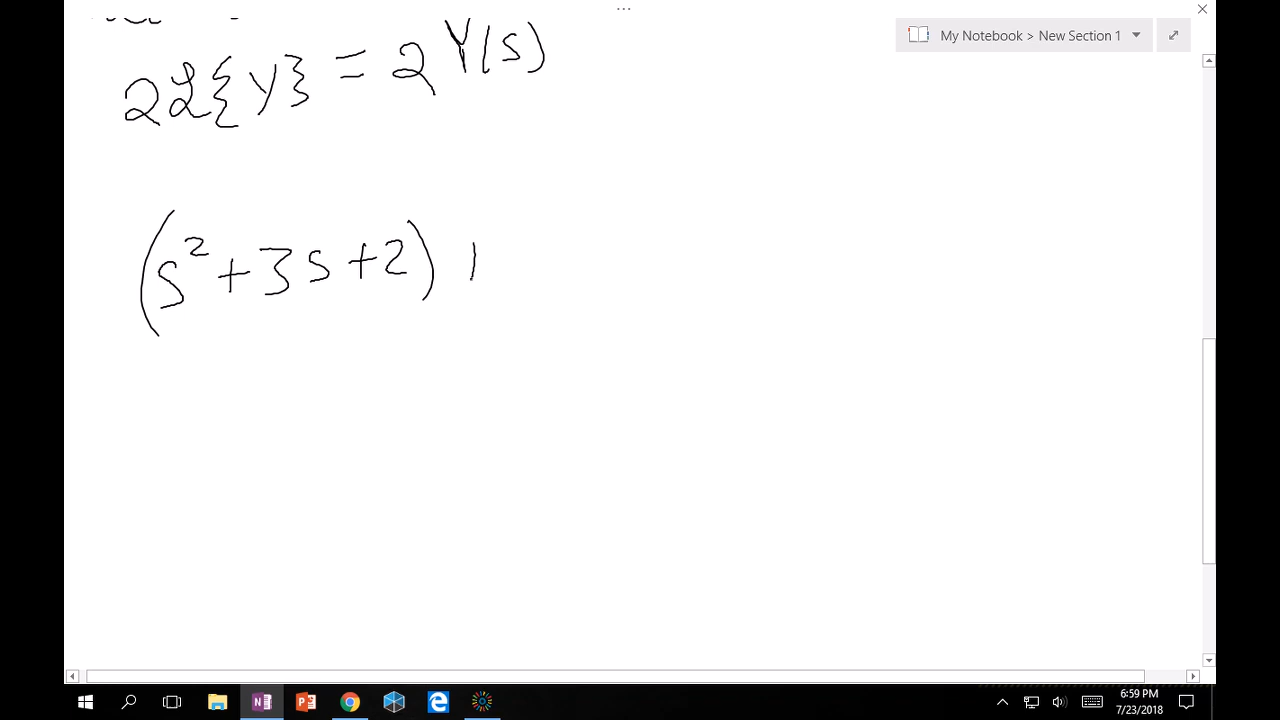 My Notebook > New Section 1
2ℒ{y} = 2Y(s)
(s²+3s+2)
6:59 PM
7/23/2018